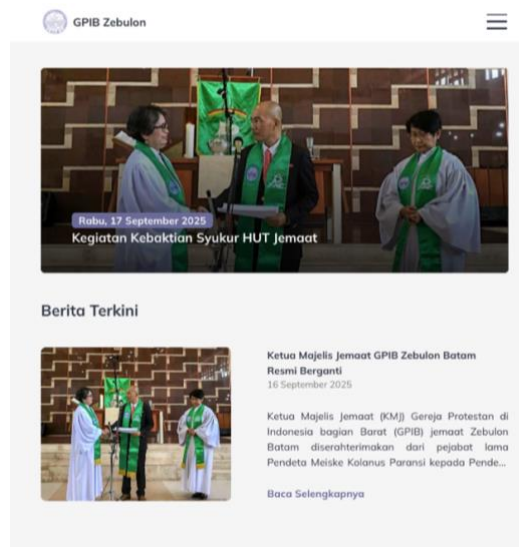 GPIB Zebulon
Rabu, 17 September 2025
Kegiatan Kebaktian Syukur HUT Jemaat
Berita Terkini
Ketua Majelis Jemaat GPIB Zebulon Batam
Resmi Berganti
16 September 2025
Ketua Majelis Jemaat (KMJ) Gereja Protestan di
Indonesia bagian Barat (GPIB) jemaat Zebulon
Batam diserahterimakan dari pejabat lama
Pendeta Meiske Kolanus Paransi kepada Pende...
Baca Selengkapnya